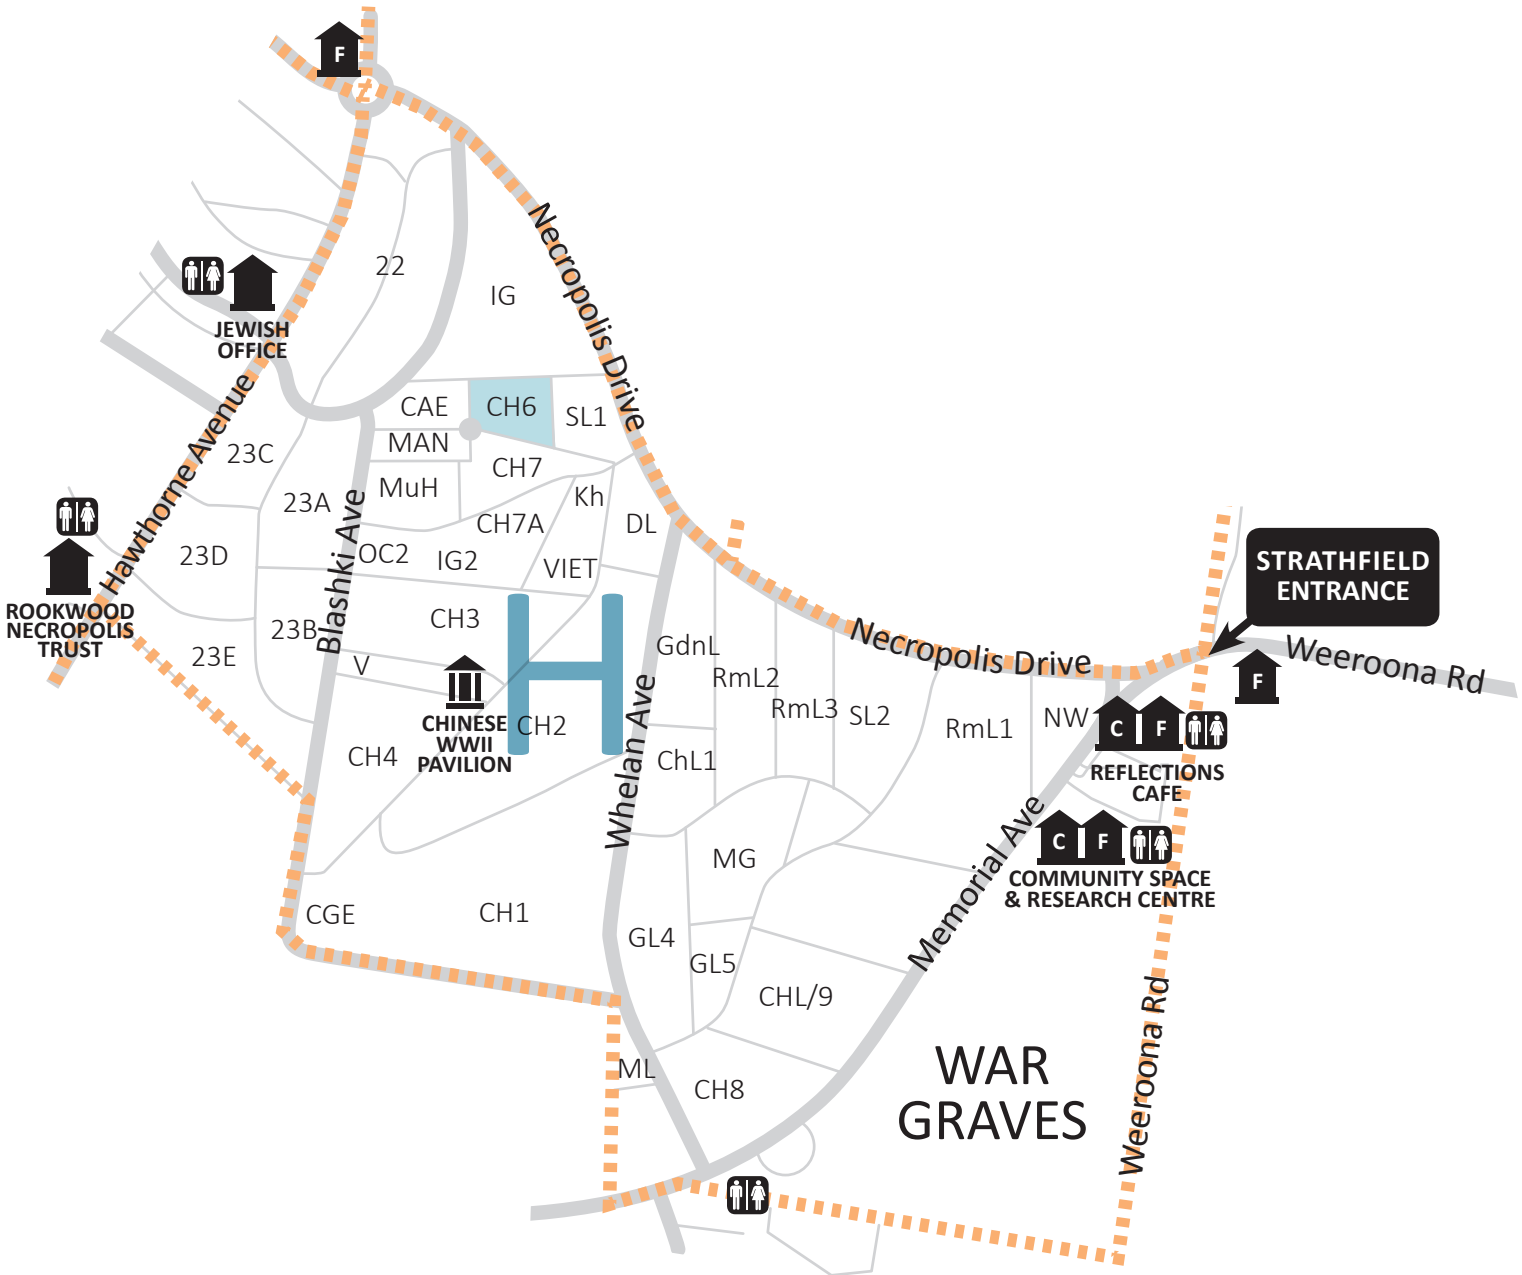 F
22
IG
JEWISH
OFFICE
Necropolis Drive
CAE
CH6
SL1
MAN
23C
CH7
MuH
Hawthorne Avenue
23A
Kh
CH7A
DL
Blashki Ave
OC2
IG2
VIET
23D
STRATHFIELD
ENTRANCE
ROOKWOOD
NECROPOLIS
TRUST
CH3
23B
23E
V
H
GdnL
Necropolis Drive
Weeroona Rd
RmL2
F
RmL3
SL2
NW
RmL1
C
F
CHINESE
WWII
PAVILION
CH2
CH4
Whelan Ave
ChL1
REFLECTIONS
CAFE
C
F
MG
Memorial Ave
COMMUNITY SPACE
& RESEARCH CENTRE
CGE
CH1
GL4
GL5
CHL/9
Weeroona Rd
ML
CH8
WAR
GRAVES